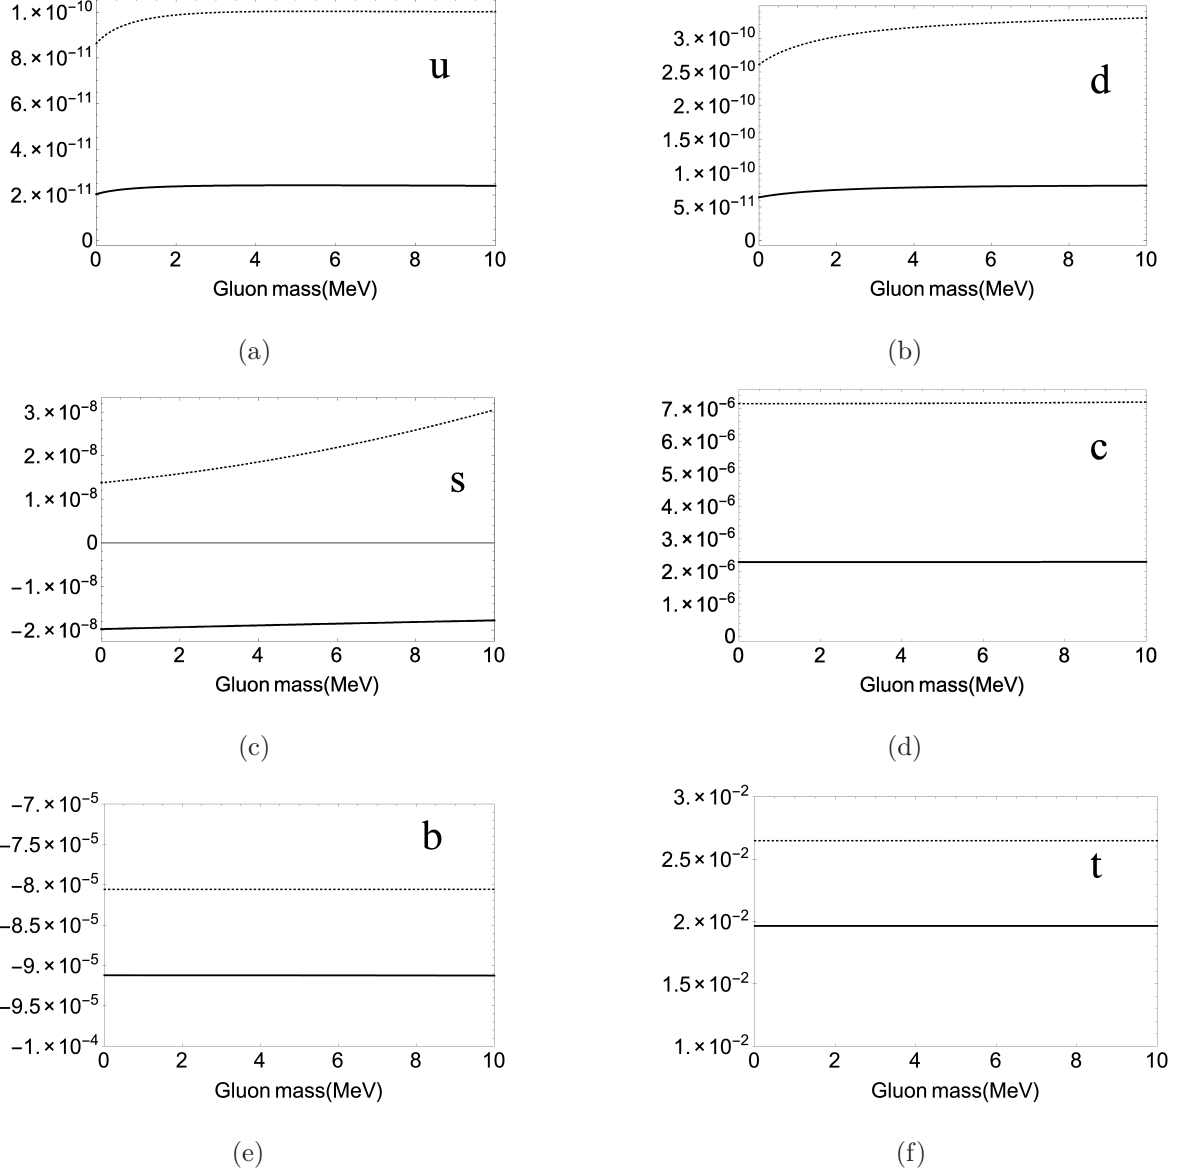 1.×10⁻¹⁰
8.×10⁻¹¹
6.×10⁻¹¹
4.×10⁻¹¹
2.×10⁻¹¹
0
u
0 2 4 6 8 10
Gluon mass(MeV)
(a)
3.×10⁻¹⁰
2.5×10⁻¹⁰
2.×10⁻¹⁰
1.5×10⁻¹⁰
1.×10⁻¹⁰
5.×10⁻¹¹
0
d
0 2 4 6 8 10
Gluon mass(MeV)
(b)
3.×10⁻⁸
2.×10⁻⁸
1.×10⁻⁸
0
−1.×10⁻⁸
−2.×10⁻⁸
s
0 2 4 6 8 10
Gluon mass(MeV)
(c)
7.×10⁻⁶
6.×10⁻⁶
5.×10⁻⁶
4.×10⁻⁶
3.×10⁻⁶
2.×10⁻⁶
1.×10⁻⁶
0
c
0 2 4 6 8 10
Gluon mass(MeV)
(d)
−7.×10⁻⁵
−7.5×10⁻⁵
−8.×10⁻⁵
−8.5×10⁻⁵
−9.×10⁻⁵
−9.5×10⁻⁵
−1.×10⁻⁴
b
0 2 4 6 8 10
Gluon mass(MeV)
(e)
3.×10⁻²
2.5×10⁻²
2.×10⁻²
1.5×10⁻²
1.×10⁻²
t
0 2 4 6 8 10
Gluon mass(MeV)
(f)